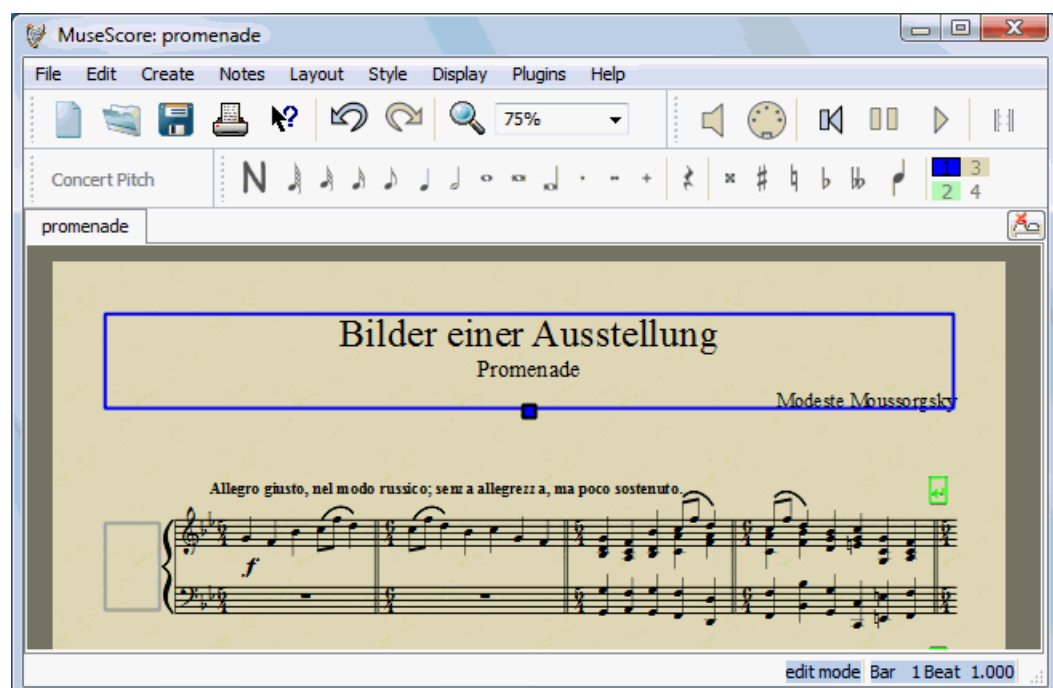 MuseScore: promenade
File Edit Create Notes Layout Style Display Plugins Help
75%
Concert Pitch
N
1 3
2 4
promenade
Bilder einer Ausstellung
Promenade
Modeste Moussorgsky
Allegro giusto, nel modo russico; senza allegrezza, ma poco sostenuto.
f
edit mode Bar 1 Beat 1.000